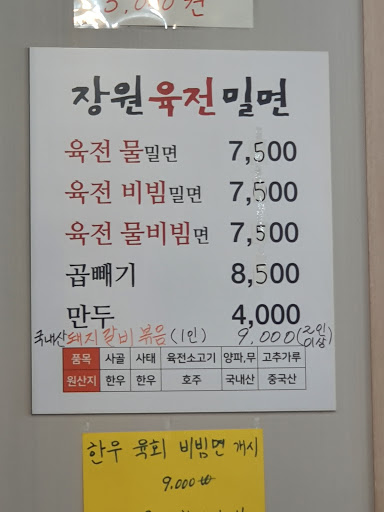 5,000원
장원육전밀면
육전 물밀면 7,500
육전 비빔밀면 7,500
육전 물비빔면 7,500
곱빼기 8,500
만두 4,000
국내산 돼지갈비 볶음 (1인) 9,000 (2인 이상)
품목 사골 사태 육전소고기 양파,무 고추가루
원산지 한우 한우 호주 국내산 중국산
한우 육회 비빔면 개시
9.000₩